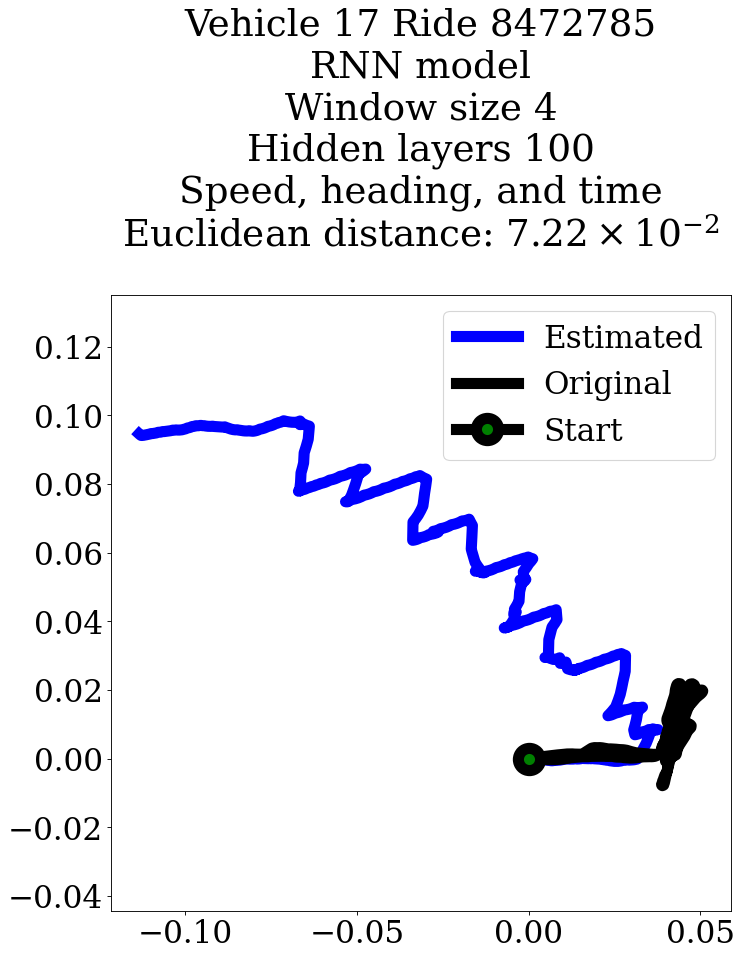 Vehicle 17 Ride 8472785
RNN model
Window size 4
Hidden layers 100
Speed, heading, and time
Euclidean distance: 7.22 × 10⁻²
Estimated
Original
Start
0.12
0.10
0.08
0.06
0.04
0.02
0.00
−0.02
−0.04
−0.10
−0.05
0.00
0.05